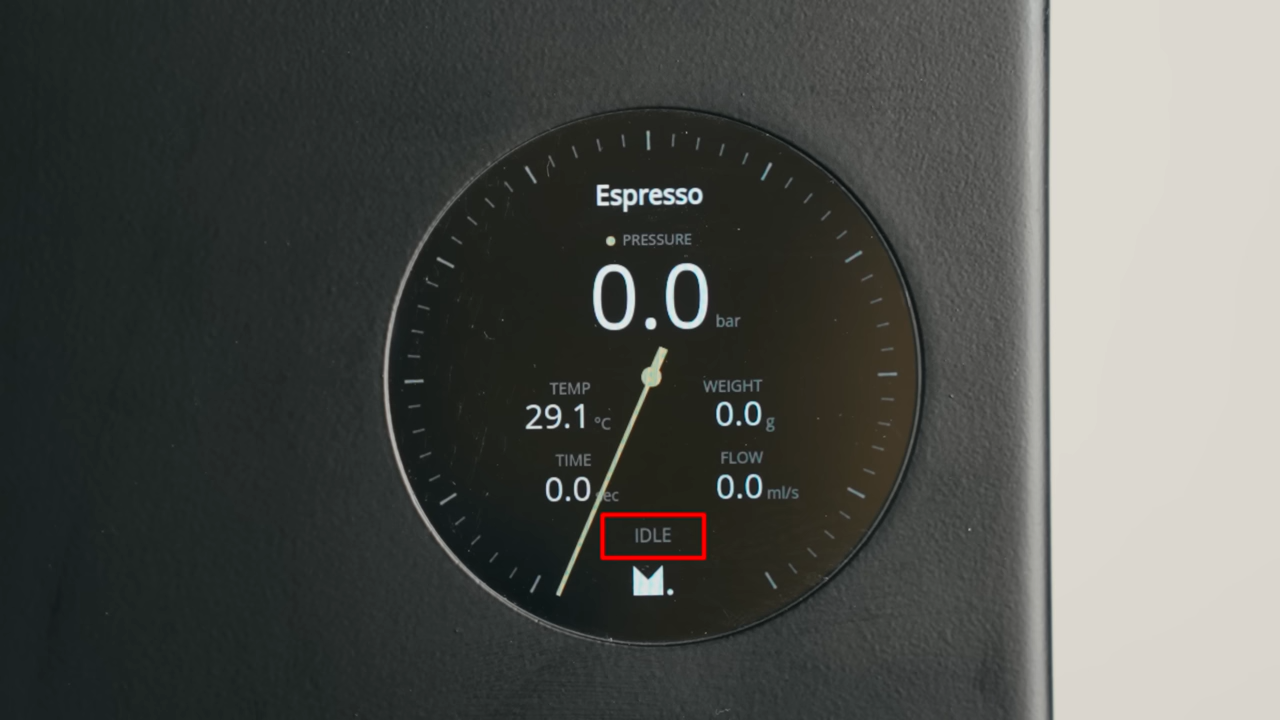 Espresso
PRESSURE
0.0 bar
TEMP
29.1 °C
WEIGHT
0.0 g
TIME
0.0 sec
FLOW
0.0 ml/s
IDLE
M.